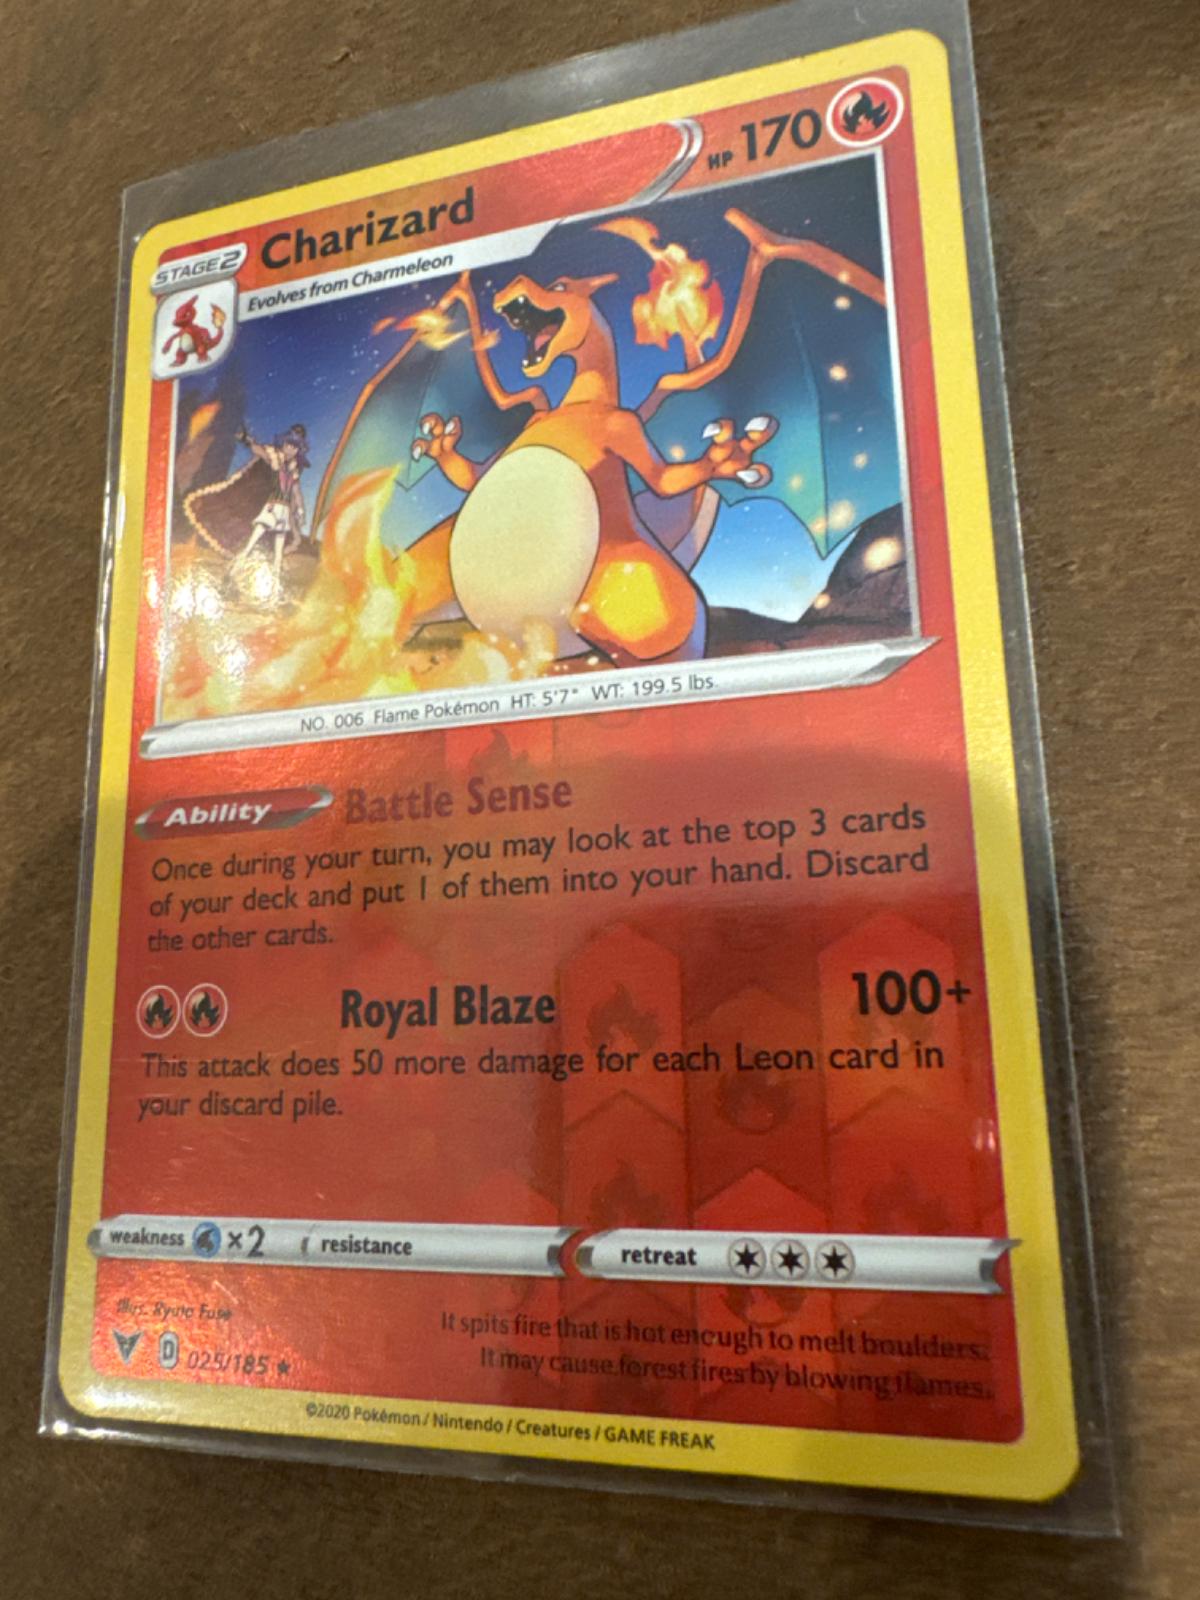 HP 170
STAGE 2
Charizard
Evolves from Charmeleon
NO. 006 Flame Pokémon HT: 5'7" WT: 199.5 lbs.
Ability Battle Sense
Once during your turn, you may look at the top 3 cards
of your deck and put 1 of them into your hand. Discard
the other cards.
Royal Blaze 100+
This attack does 50 more damage for each Leon card in
your discard pile.
weakness ×2 resistance retreat
Illus. Ryuta Fuse
D 025/185 ★
It spits fire that is hot enough to melt boulders.
It may cause forest fires by blowing flames.
©2020 Pokémon / Nintendo / Creatures / GAME FREAK